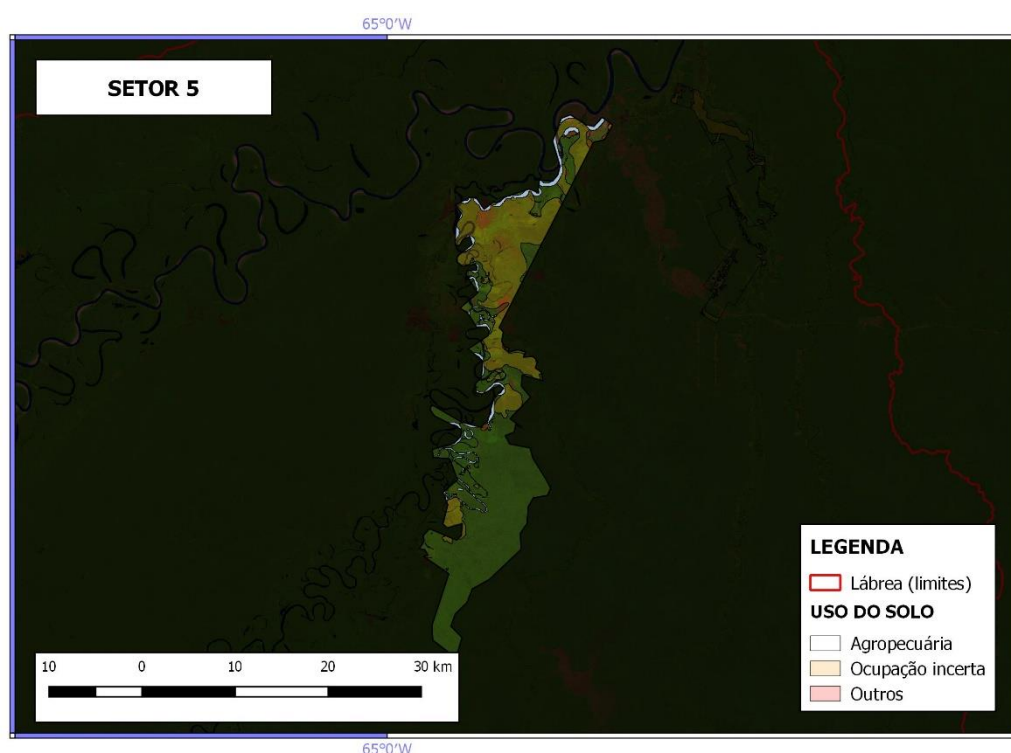 65°0'W
SETOR 5
LEGENDA
Lábrea (limites)
USO DO SOLO
Agropecuária
Ocupação incerta
Outros
10 0 10 20 30 km
65°0'W